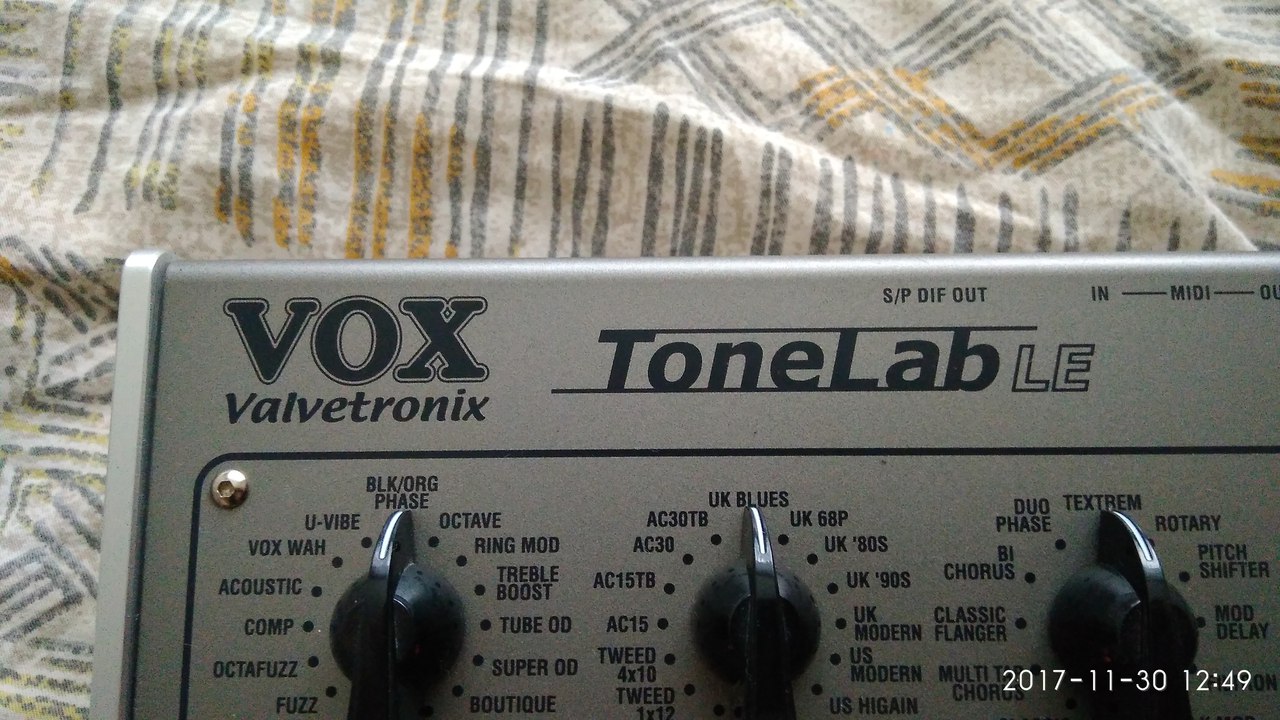 S/P DIF OUT
IN MIDI
VOX
Valvetronix
ToneLab LE
BLK/ORG
PHASE
U-VIBE
OCTAVE
VOX WAH
RING MOD
ACOUSTIC
TREBLE
BOOST
COMP
TUBE OD
OCTAFUZZ
SUPER OD
FUZZ
BOUTIQUE
UK BLUES
AC30TB
UK 68P
AC30
UK '80S
AC15TB
UK '90S
AC15
UK
MODERN
TWEED
4x10
US
MODERN
TWEED
1x12
US HIGAIN
TEXTREM
DUO
PHASE
ROTARY
BI
CHORUS
PITCH
SHIFTER
CLASSIC
FLANGER
MOD
DELAY
MULTI
CHORUS
2017-11-30 12:49